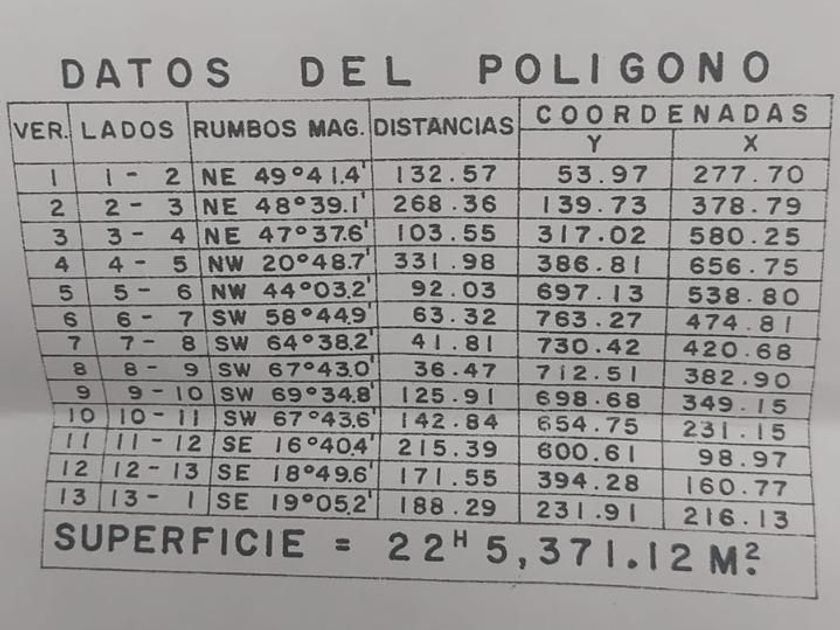 DATOS DEL POLIGONO
VER. LADOS RUMBOS MAG. DISTANCIAS COORDENADAS
Y X
1 1 - 2 NE 49°41.4' 132.57 53.97 277.70
2 2 - 3 NE 48°39.1' 268.36 139.73 378.79
3 3 - 4 NE 47°37.6' 103.55 317.02 580.25
4 4 - 5 NW 20°48.7' 331.98 386.81 656.75
5 5 - 6 NW 44°03.2' 92.03 697.13 538.80
6 6 - 7 SW 58°44.9' 63.32 763.27 474.81
7 7 - 8 SW 64°38.2' 41.81 730.42 420.68
8 8 - 9 SW 67°43.0' 36.47 712.51 382.90
9 9 - 10 SW 69°34.8' 125.91 698.68 349.15
10 10 - 11 SW 67°43.6' 142.84 654.75 231.15
11 11 - 12 SE 16°40.4' 215.39 600.61 98.97
12 12 - 13 SE 18°49.6' 171.55 394.28 160.77
13 13 - 1 SE 19°05.2' 188.29 231.91 216.13
SUPERFICIE = 22ᴴ 5,371.12 M.²